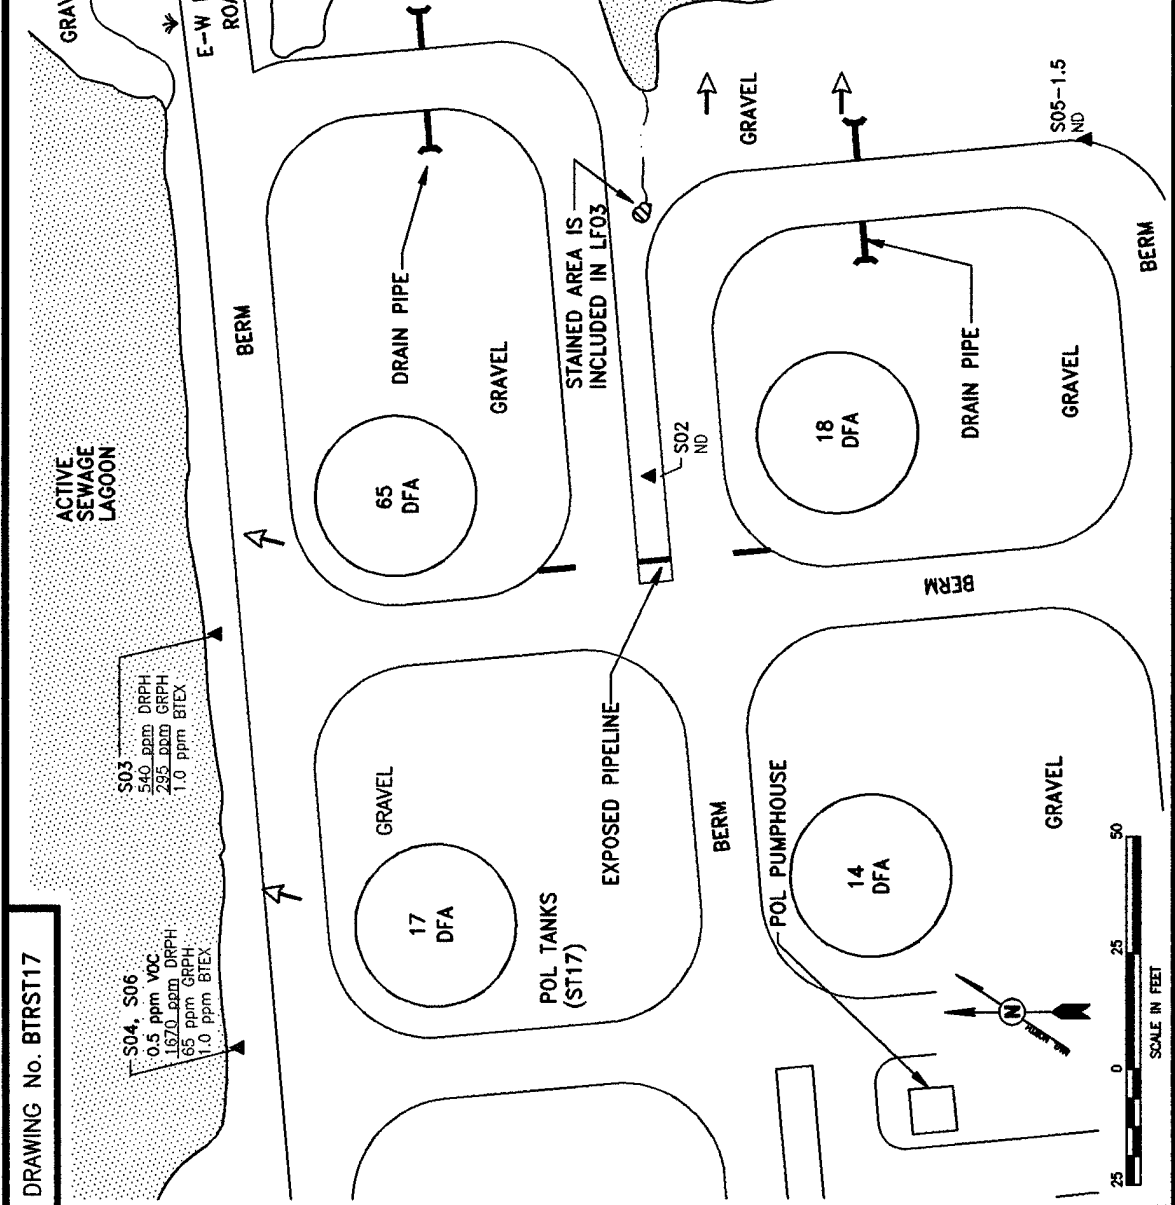 DRAWING No. BTRST17
ACTIVE
SEWAGE
LAGOON
S04, S06
0.5 ppm VOC
1670 ppm DRPH
65 ppm GRPH
1.0 ppm BTEX
S03
540 ppm DRPH
295 ppm GRPH
1.0 ppm BTEX
E-W
BERM
17
DFA
GRAVEL
65
DFA
DRAIN PIPE
GRAVEL
POL TANKS
(ST17)
EXPOSED PIPELINE
STAINED AREA IS
INCLUDED IN LF03
S02
ND
BERM
POL PUMPHOUSE
14
DFA
GRAVEL
BERM
18
DFA
DRAIN PIPE
GRAVEL
GRAVEL
S05-1.5
ND
BERM
N
25
0
25
50
SCALE IN FEET